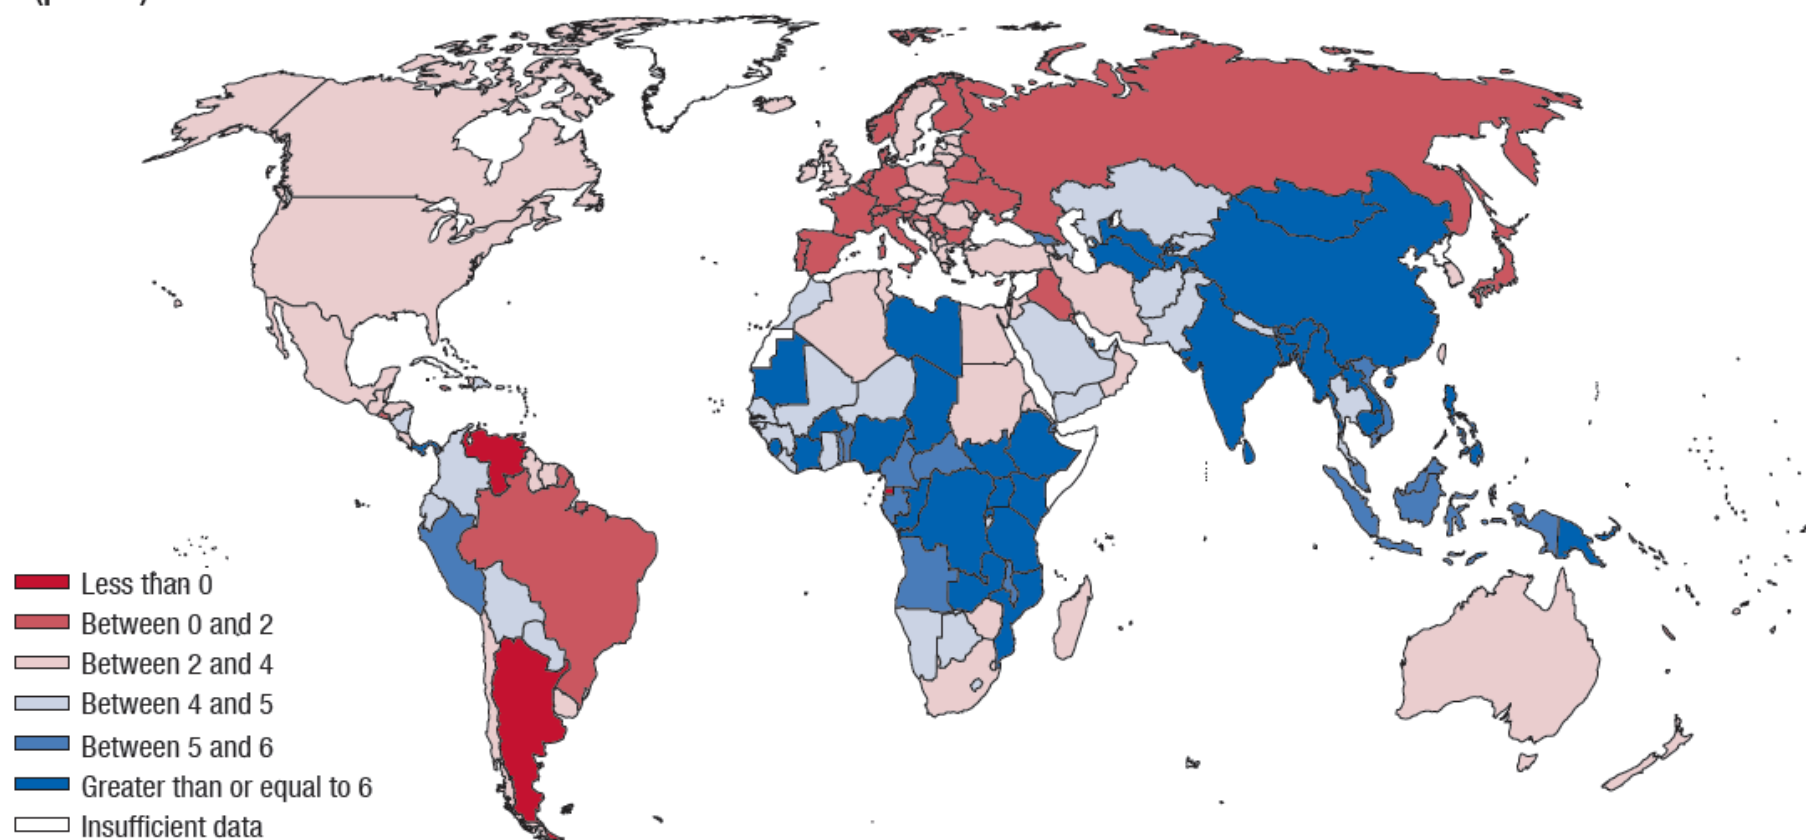 Less than 0
Between 0 and 2
Between 2 and 4
Between 4 and 5
Between 5 and 6
Greater than or equal to 6
Insufficient data